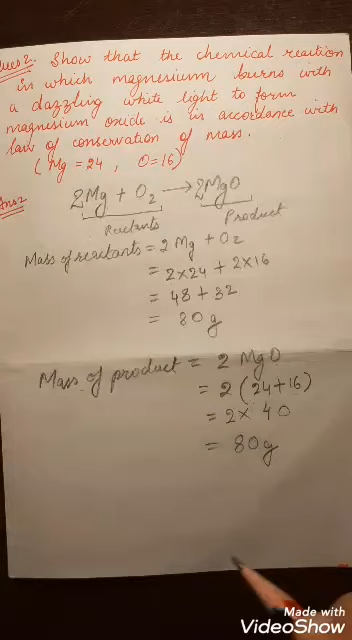 Ques2. Show that the chemical reaction
in which magnesium burns with
a dazzling white light to form
magnesium oxide is in accordance with
law of conservation of mass.
(Mg = 24, O=16)
Ans2 2Mg + O2 → 2MgO
Reactants Product
Mass of reactants = 2 Mg + O2
= 2×24 + 2×16
= 48 + 32
= 80g
Mass of product = 2 MgO
= 2 (24+16)
= 2× 40
= 80g
Made with
VideoShow